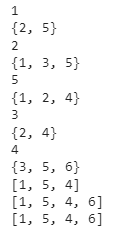 1
{2, 5}
2
{1, 3, 5}
5
{1, 2, 4}
3
{2, 4}
4
{3, 5, 6}
[1, 5, 4]
[1, 5, 4, 6]
[1, 5, 4, 6]